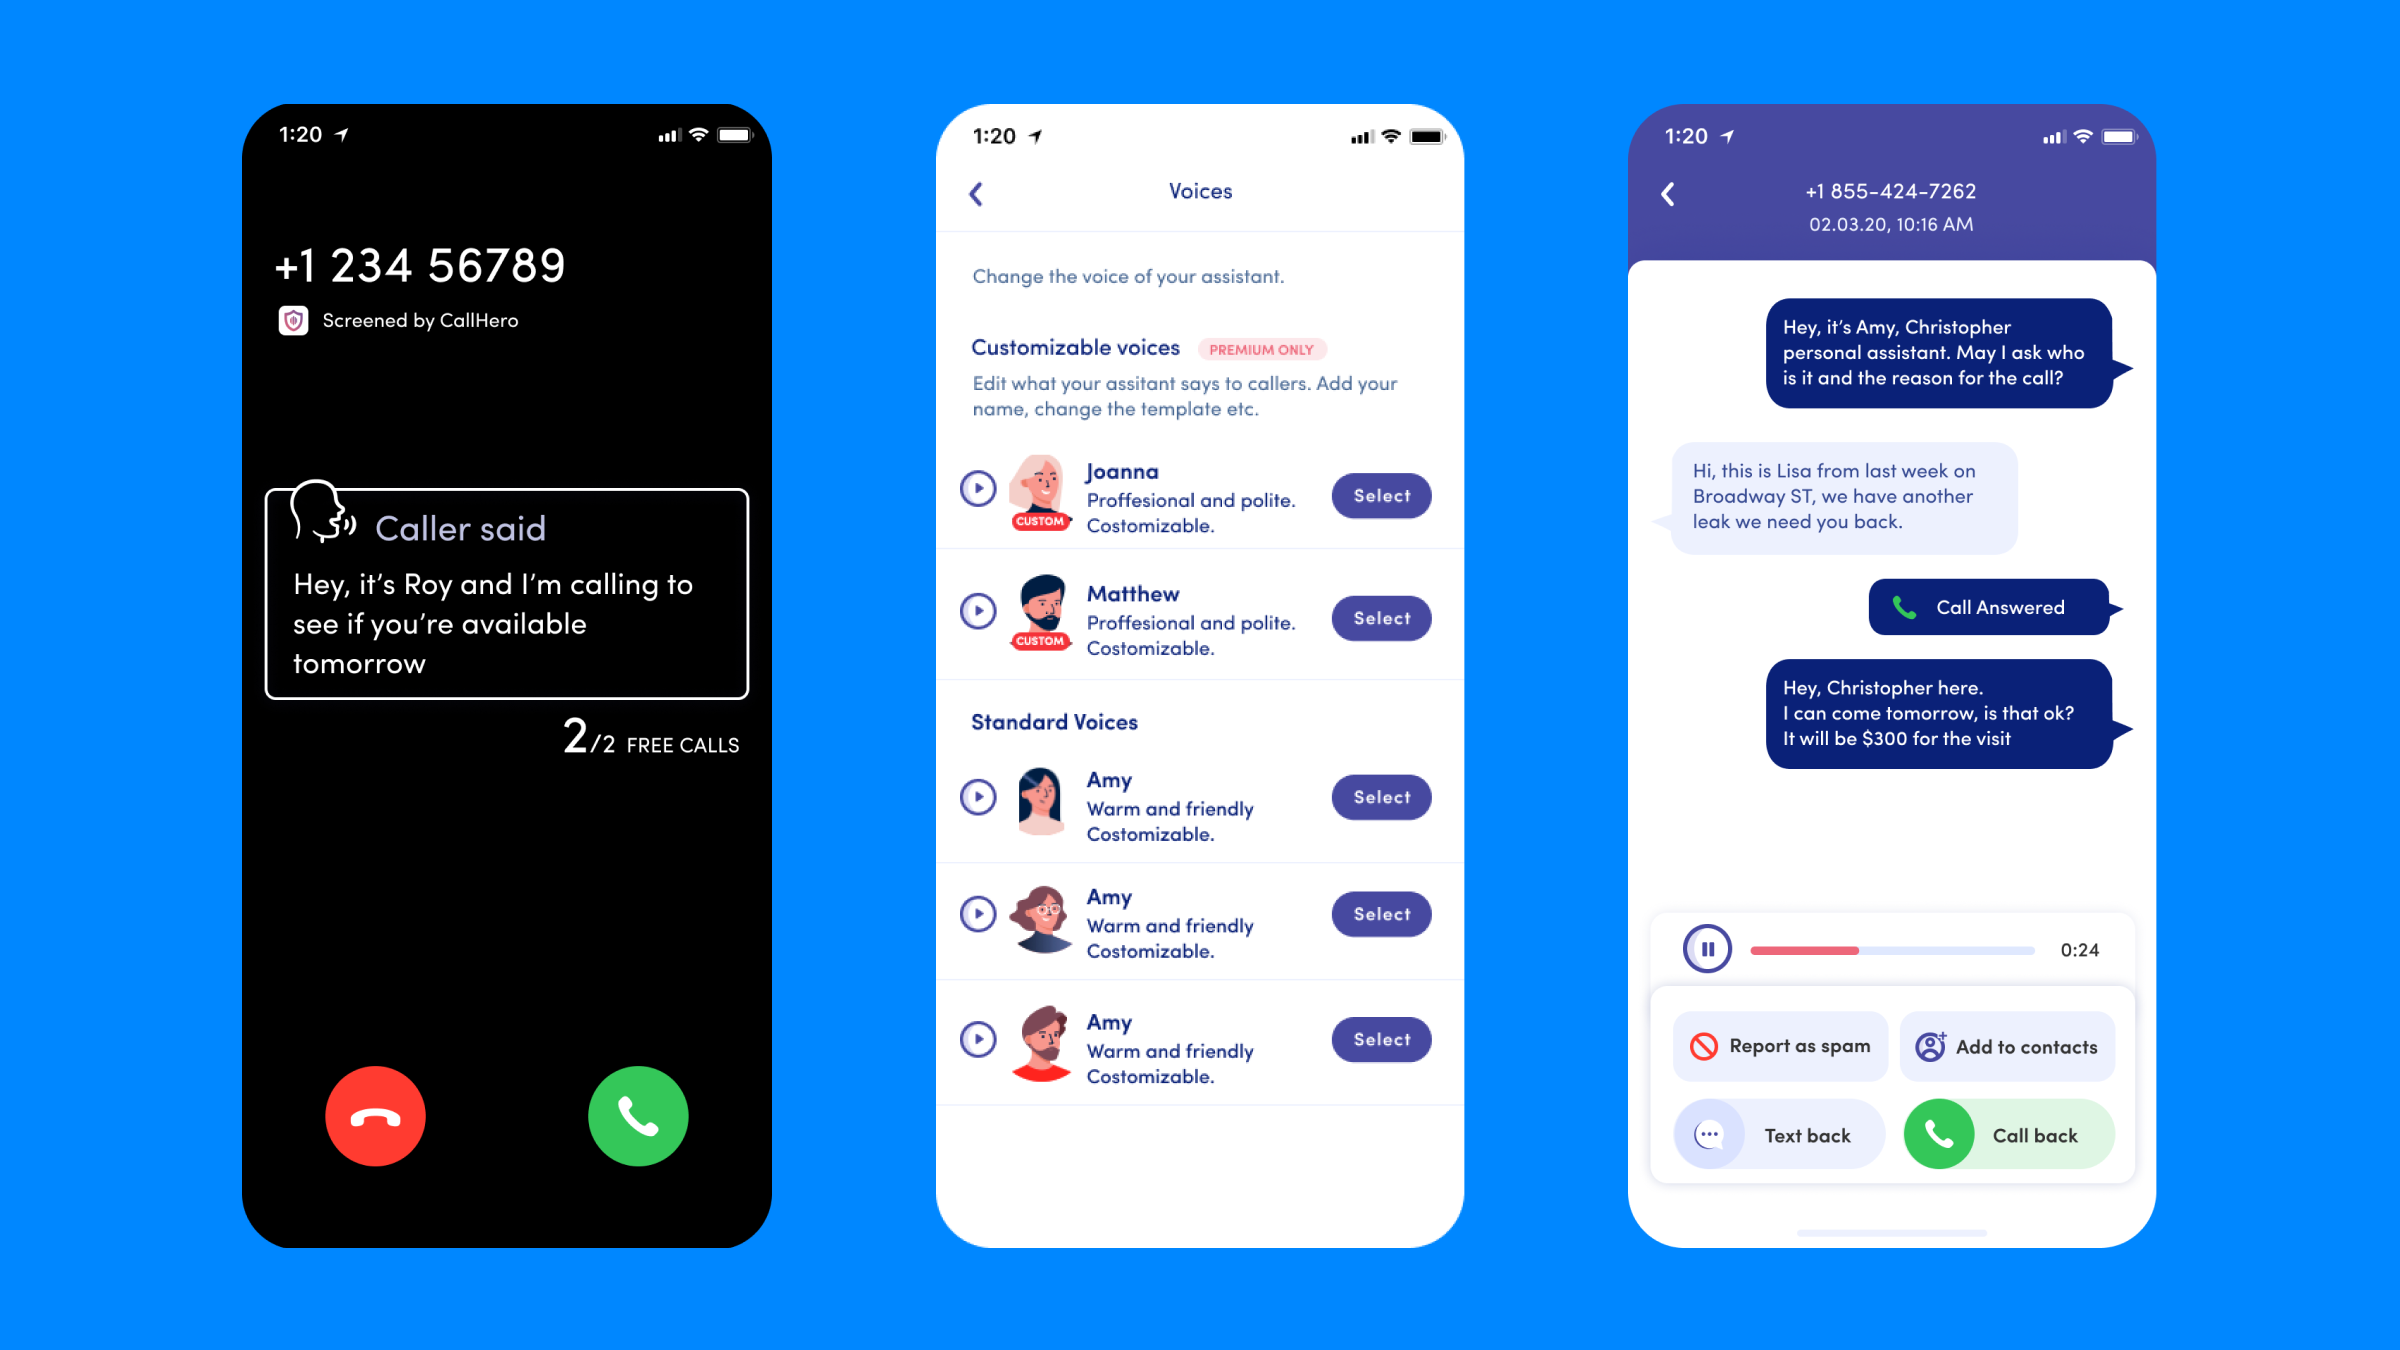 1:20
+1 234 56789
Screened by CallHero
Caller said
Hey, it's Roy and I'm calling to
see if you're available
tomorrow
2/2 FREE CALLS
1:20
Voices
Change the voice of your assistant.
Customizable voices PREMIUM ONLY
Edit what your assitant says to callers. Add your
name, change the template etc.
Joanna
Proffesional and polite.
Costomizable.
CUSTOM
Select
Matthew
Proffesional and polite.
Costomizable.
CUSTOM
Select
Standard Voices
Amy
Warm and friendly
Costomizable.
Select
Amy
Warm and friendly
Costomizable.
Select
Amy
Warm and friendly
Costomizable.
Select
1:20
+1 855-424-7262
02.03.20, 10:16 AM
Hey, it's Amy, Christopher
personal assistant. May I ask who
is it and the reason for the call?
Hi, this is Lisa from last week on
Broadway ST, we have another
leak we need you back.
Call Answered
Hey, Christopher here.
I can come tomorrow, is that ok?
It will be $300 for the visit
0:24
Report as spam
Add to contacts
Text back
Call back